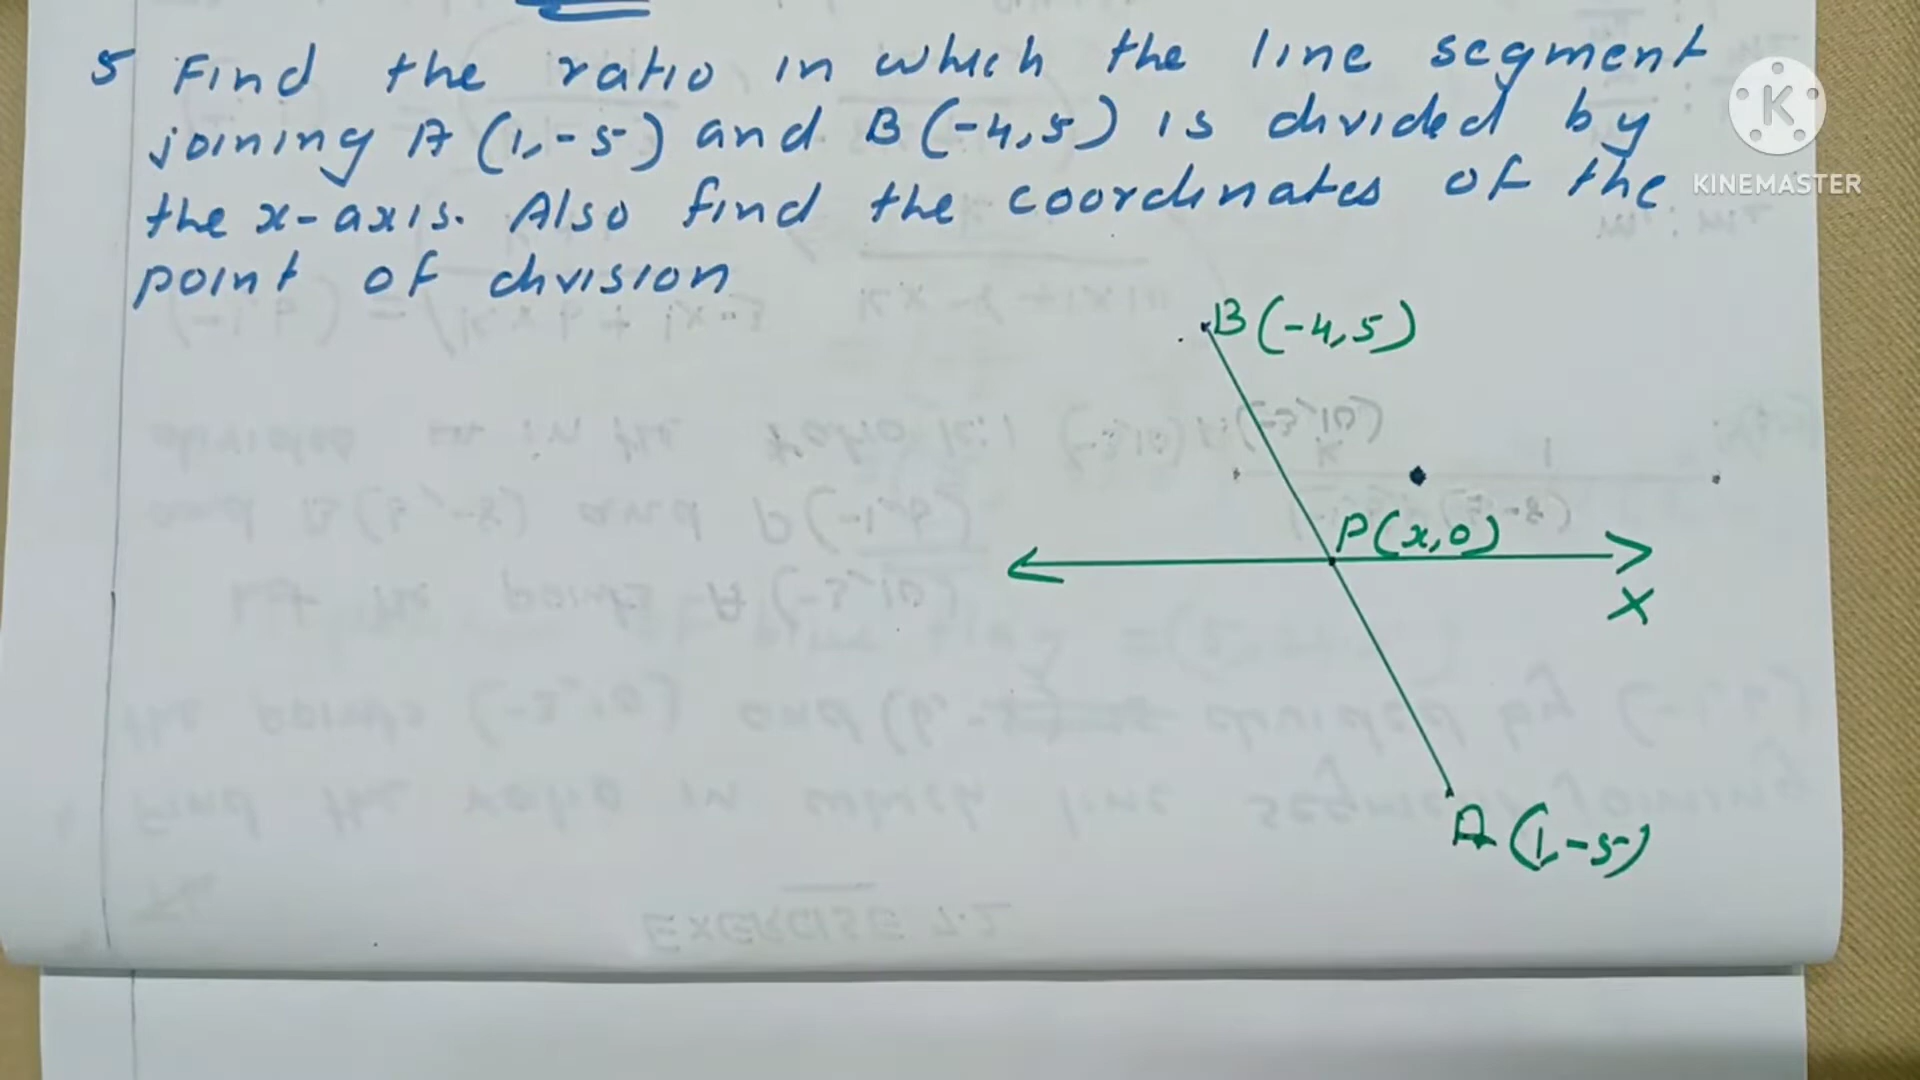 5 Find the ratio in which the line segment
joining A (1,-5) and B(-4,5) is divided by
the x-axis. Also find the coordinates of the
point of division
K
KINEMASTER
B(-4,5)
P(x,0)
X
A (1,-5)